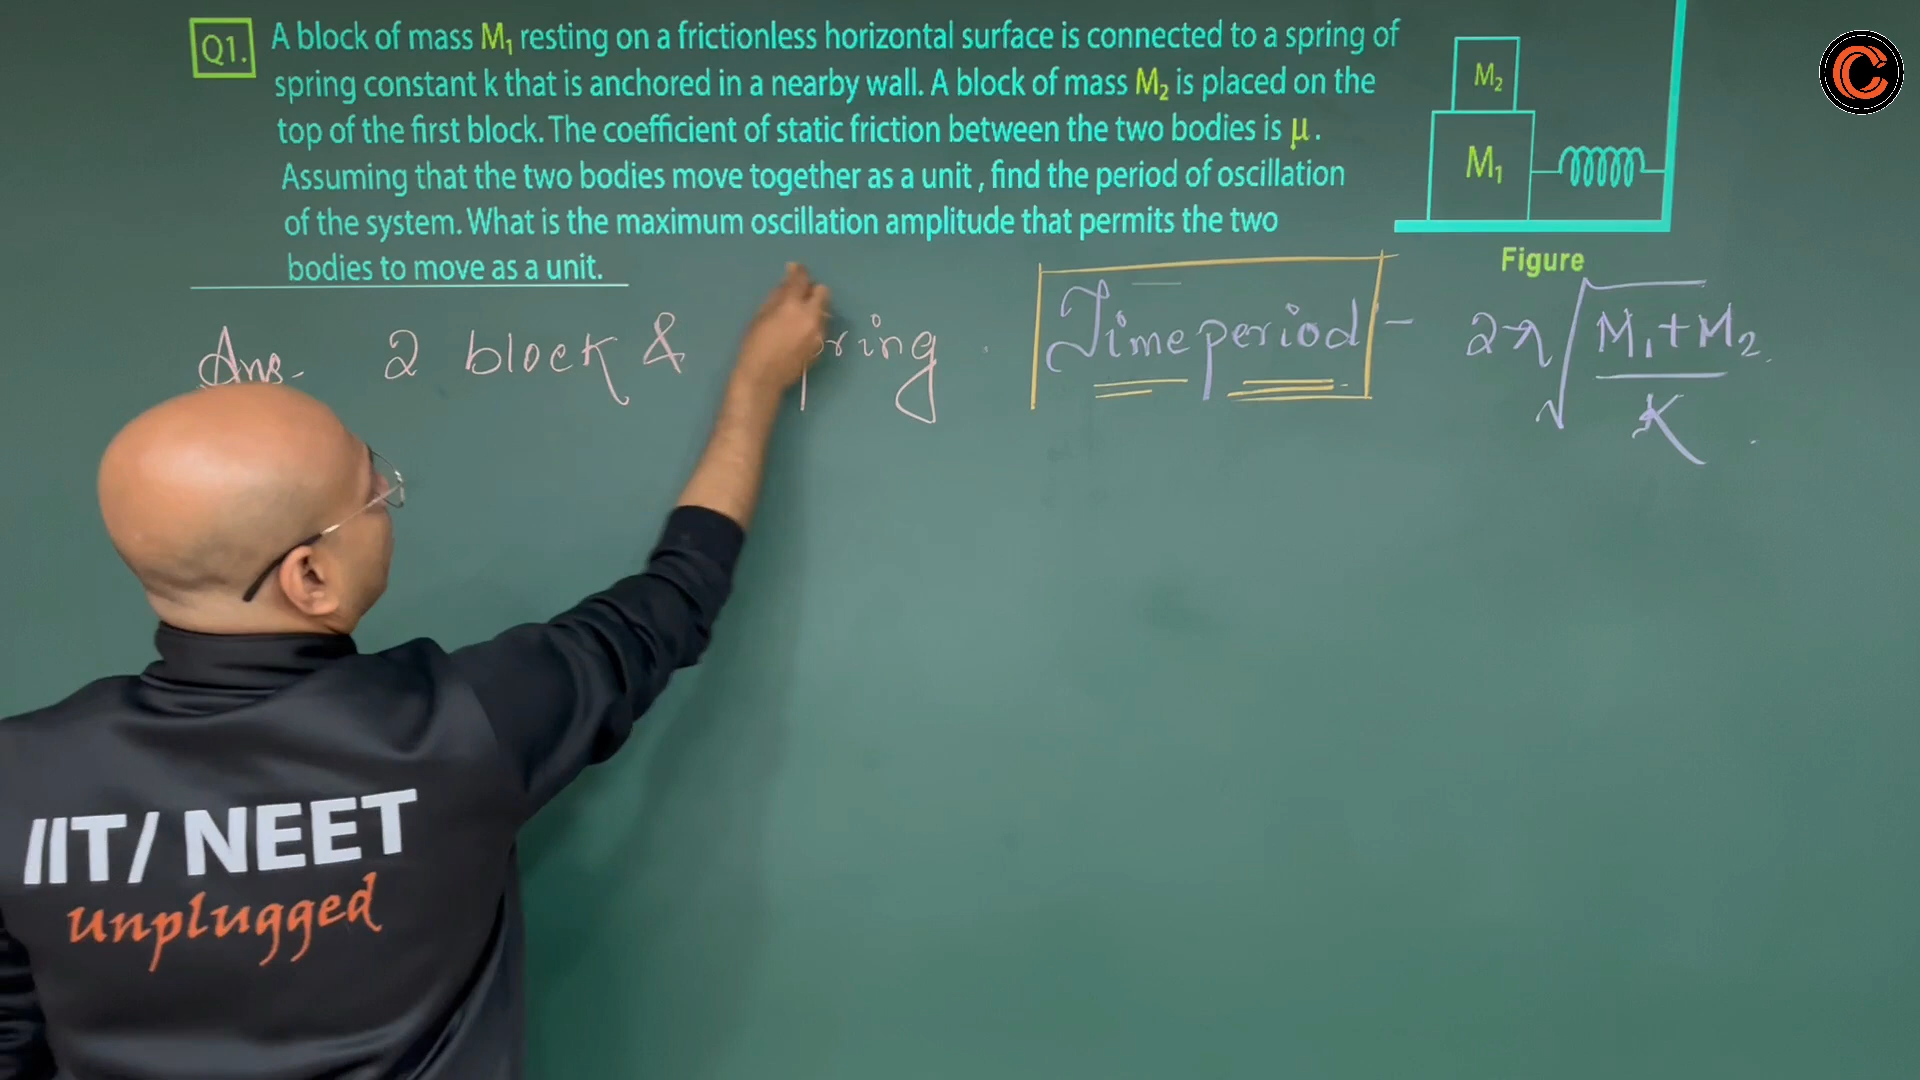 Q1. A block of mass M₁ resting on a frictionless horizontal surface is connected to a spring of
spring constant k that is anchored in a nearby wall. A block of mass M₂ is placed on the
top of the first block. The coefficient of static friction between the two bodies is μ.
Assuming that the two bodies move together as a unit, find the period of oscillation
of the system. What is the maximum oscillation amplitude that permits the two
bodies to move as a unit.
M₂
M₁
Figure
Ans. 2 block & pring
Time period - 2π√(M₁+M₂/K)
IIT/ NEET
unplugged